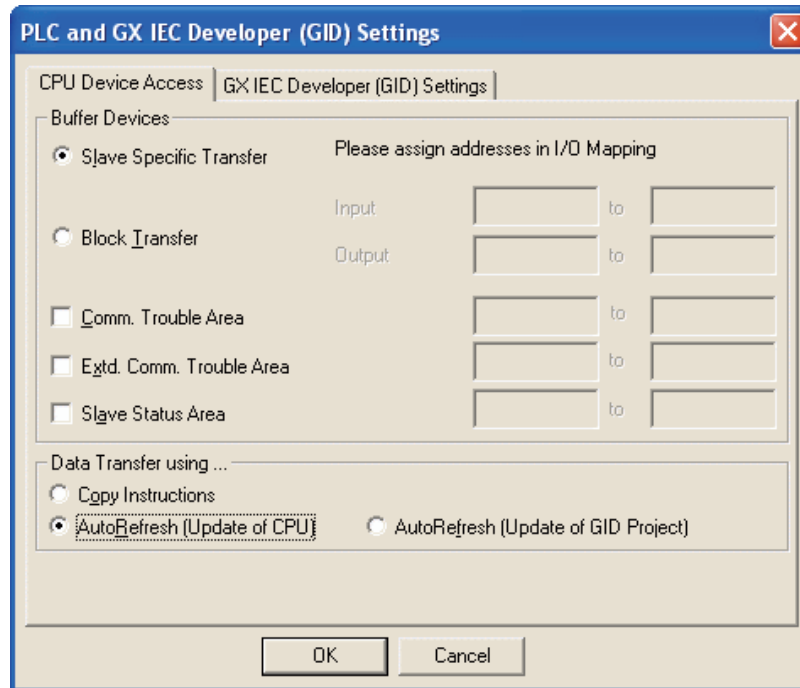 PLC and GX IEC Developer (GID) Settings
CPU Device Access GX IEC Developer (GID) Settings
Buffer Devices
Slave Specific Transfer Please assign addresses in I/O Mapping
Input to
Block Transfer
Output to
Comm. Trouble Area to
Extd. Comm. Trouble Area to
Slave Status Area to
Data Transfer using ...
Copy Instructions
AutoRefresh (Update of CPU) AutoRefresh (Update of GID Project)
OK Cancel